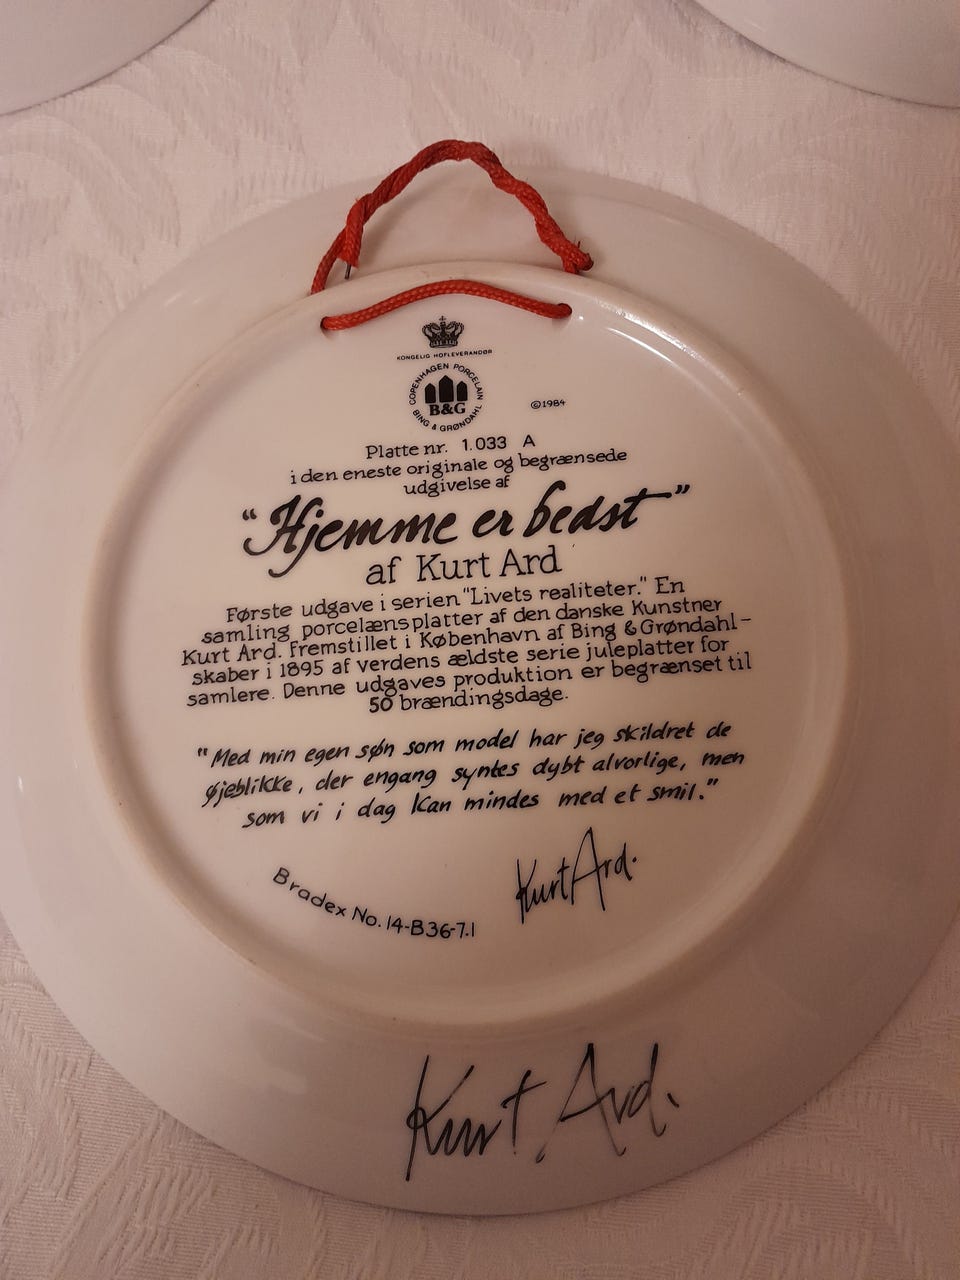 KONGELIG HOFLEVERANDØR
COPENHAGEN PORCELAIN
B&G
BING & GRØNDAHL
©1984
Platte nr. 1.033 A
i den eneste originale og begrænsede
udgivelse af
"Hjemme er bedst"
af Kurt Ard
Første udgave i serien "Livets realiteter." En
samling porcelænsplatter af den danske Kunstner
Kurt Ard. Fremstillet i København af Bing & Grøndahl-
skaber i 1895 af verdens ældste serie juleplatter for
samlere. Denne udgaves produktion er begrænset til
50 brændingsdage.
"Med min egen søn som model har jeg skildret de
øjeblikke, der engang syntes dybt alvorlige, men
som vi i dag kan mindes med et smil."
Kurt Ard.
Bradex No. 14-B36-7.1
Kurt Ard.